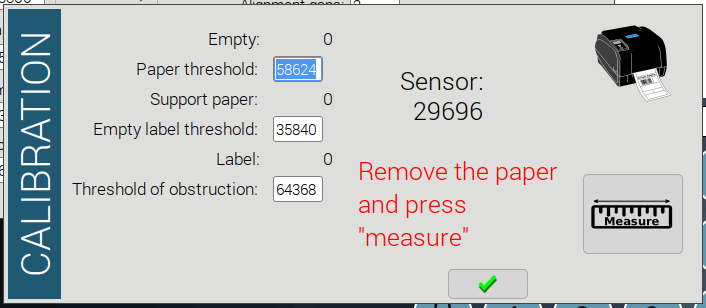 CALIBRATION
Empty: 0
Paper threshold: 58624
Support paper: 0
Empty label threshold: 35840
Label: 0
Threshold of obstruction: 64368
Sensor:
29696
Remove the paper
and press
"measure"
Measure